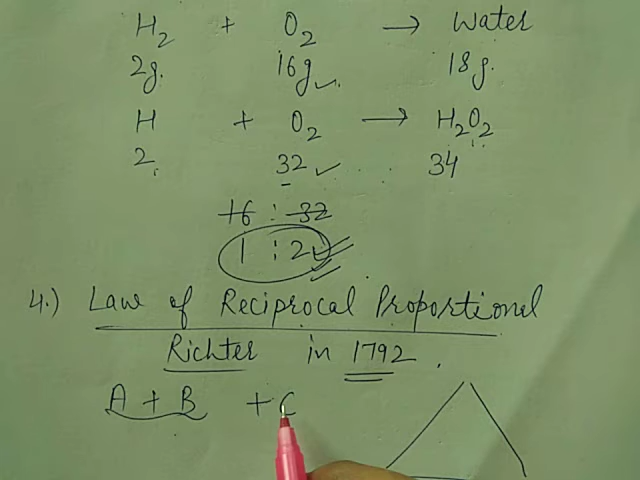 H2 + O2 → Water
2g. 16g 18g.
H + O2 → H2O2
2 32 34
16 : 32
1 : 2
4.) Law of Reciprocal Proportional
Richter in 1792.
A + B + C